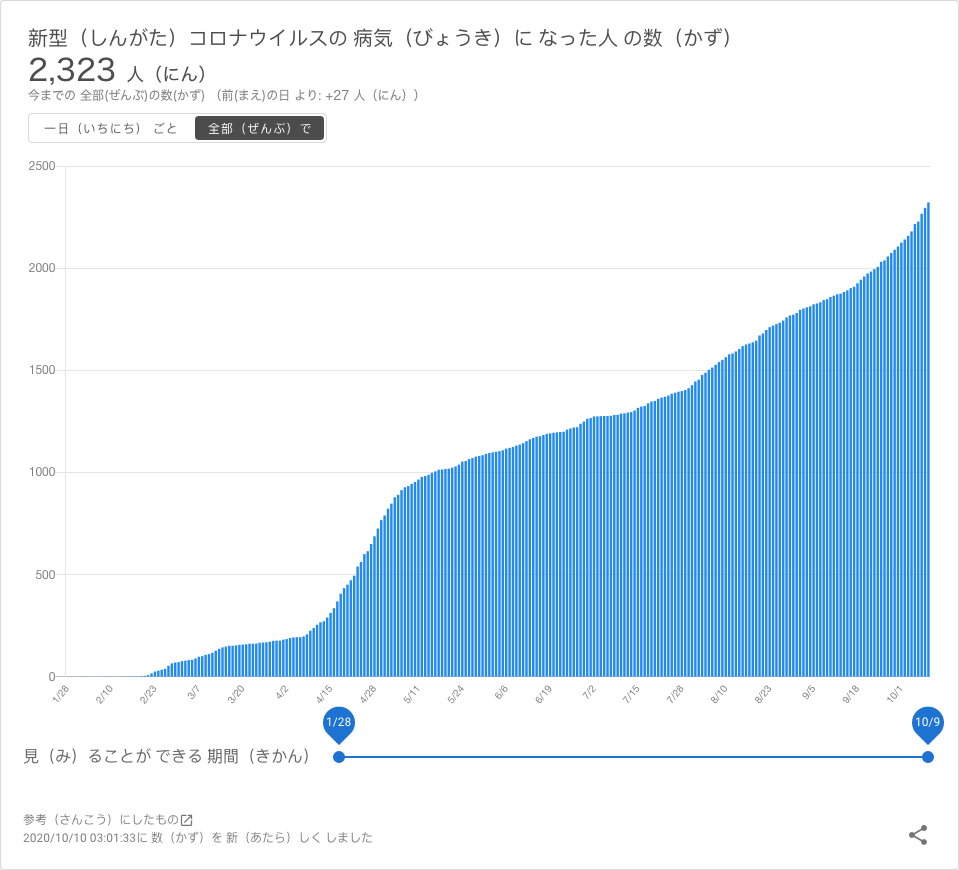 新型（しんがた）コロナウイルスの 病気（びょうき）に なった人 の数（かず）
2,323 人（にん）
今までの 全部(ぜんぶ)の数(かず) （前(まえ)の日 より: +27 人（にん））
一日（いちにち） ごと 全部（ぜんぶ）で
2500
2000
1500
1000
500
0
1/28 2/10 2/23 3/7 3/20 4/2 4/15 4/28 5/11 5/24 6/6 6/19 7/2 7/15 7/28 8/10 8/23 9/5 9/18 10/1
1/28 10/9
見（み）ることが できる 期間（きかん）
参考（さんこう）にしたもの
2020/10/10 03:01:33に 数（かず）を 新（あたら）しく しました